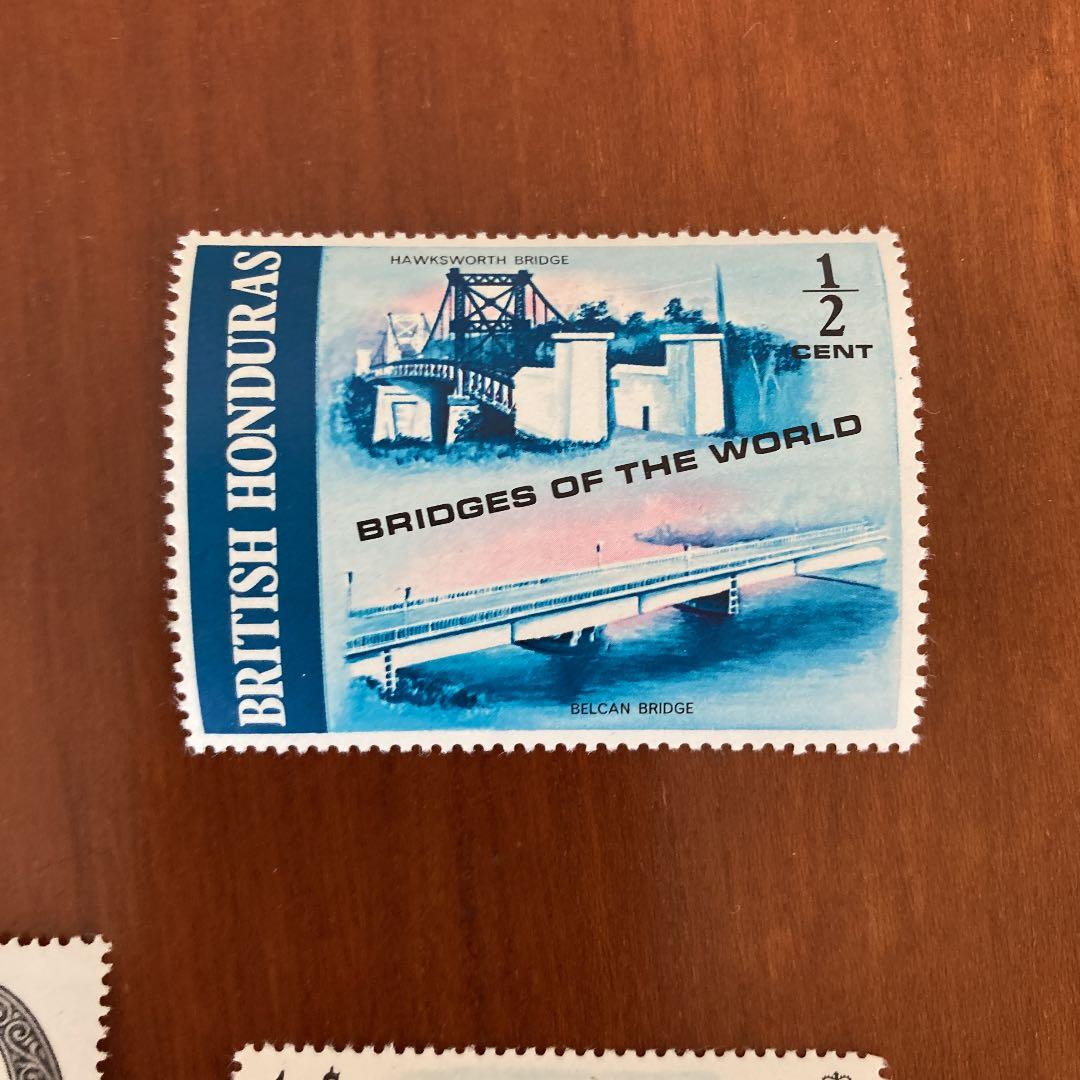 BRITISH HONDURAS
HAWKSWORTH BRIDGE
1/2
CENT
BRIDGES OF THE WORLD
BELCAN BRIDGE